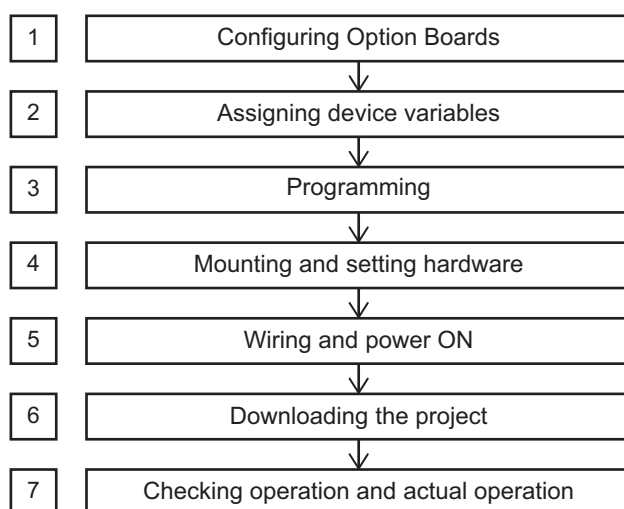 1 Configuring Option Boards
2 Assigning device variables
3 Programming
4 Mounting and setting hardware
5 Wiring and power ON
6 Downloading the project
7 Checking operation and actual operation